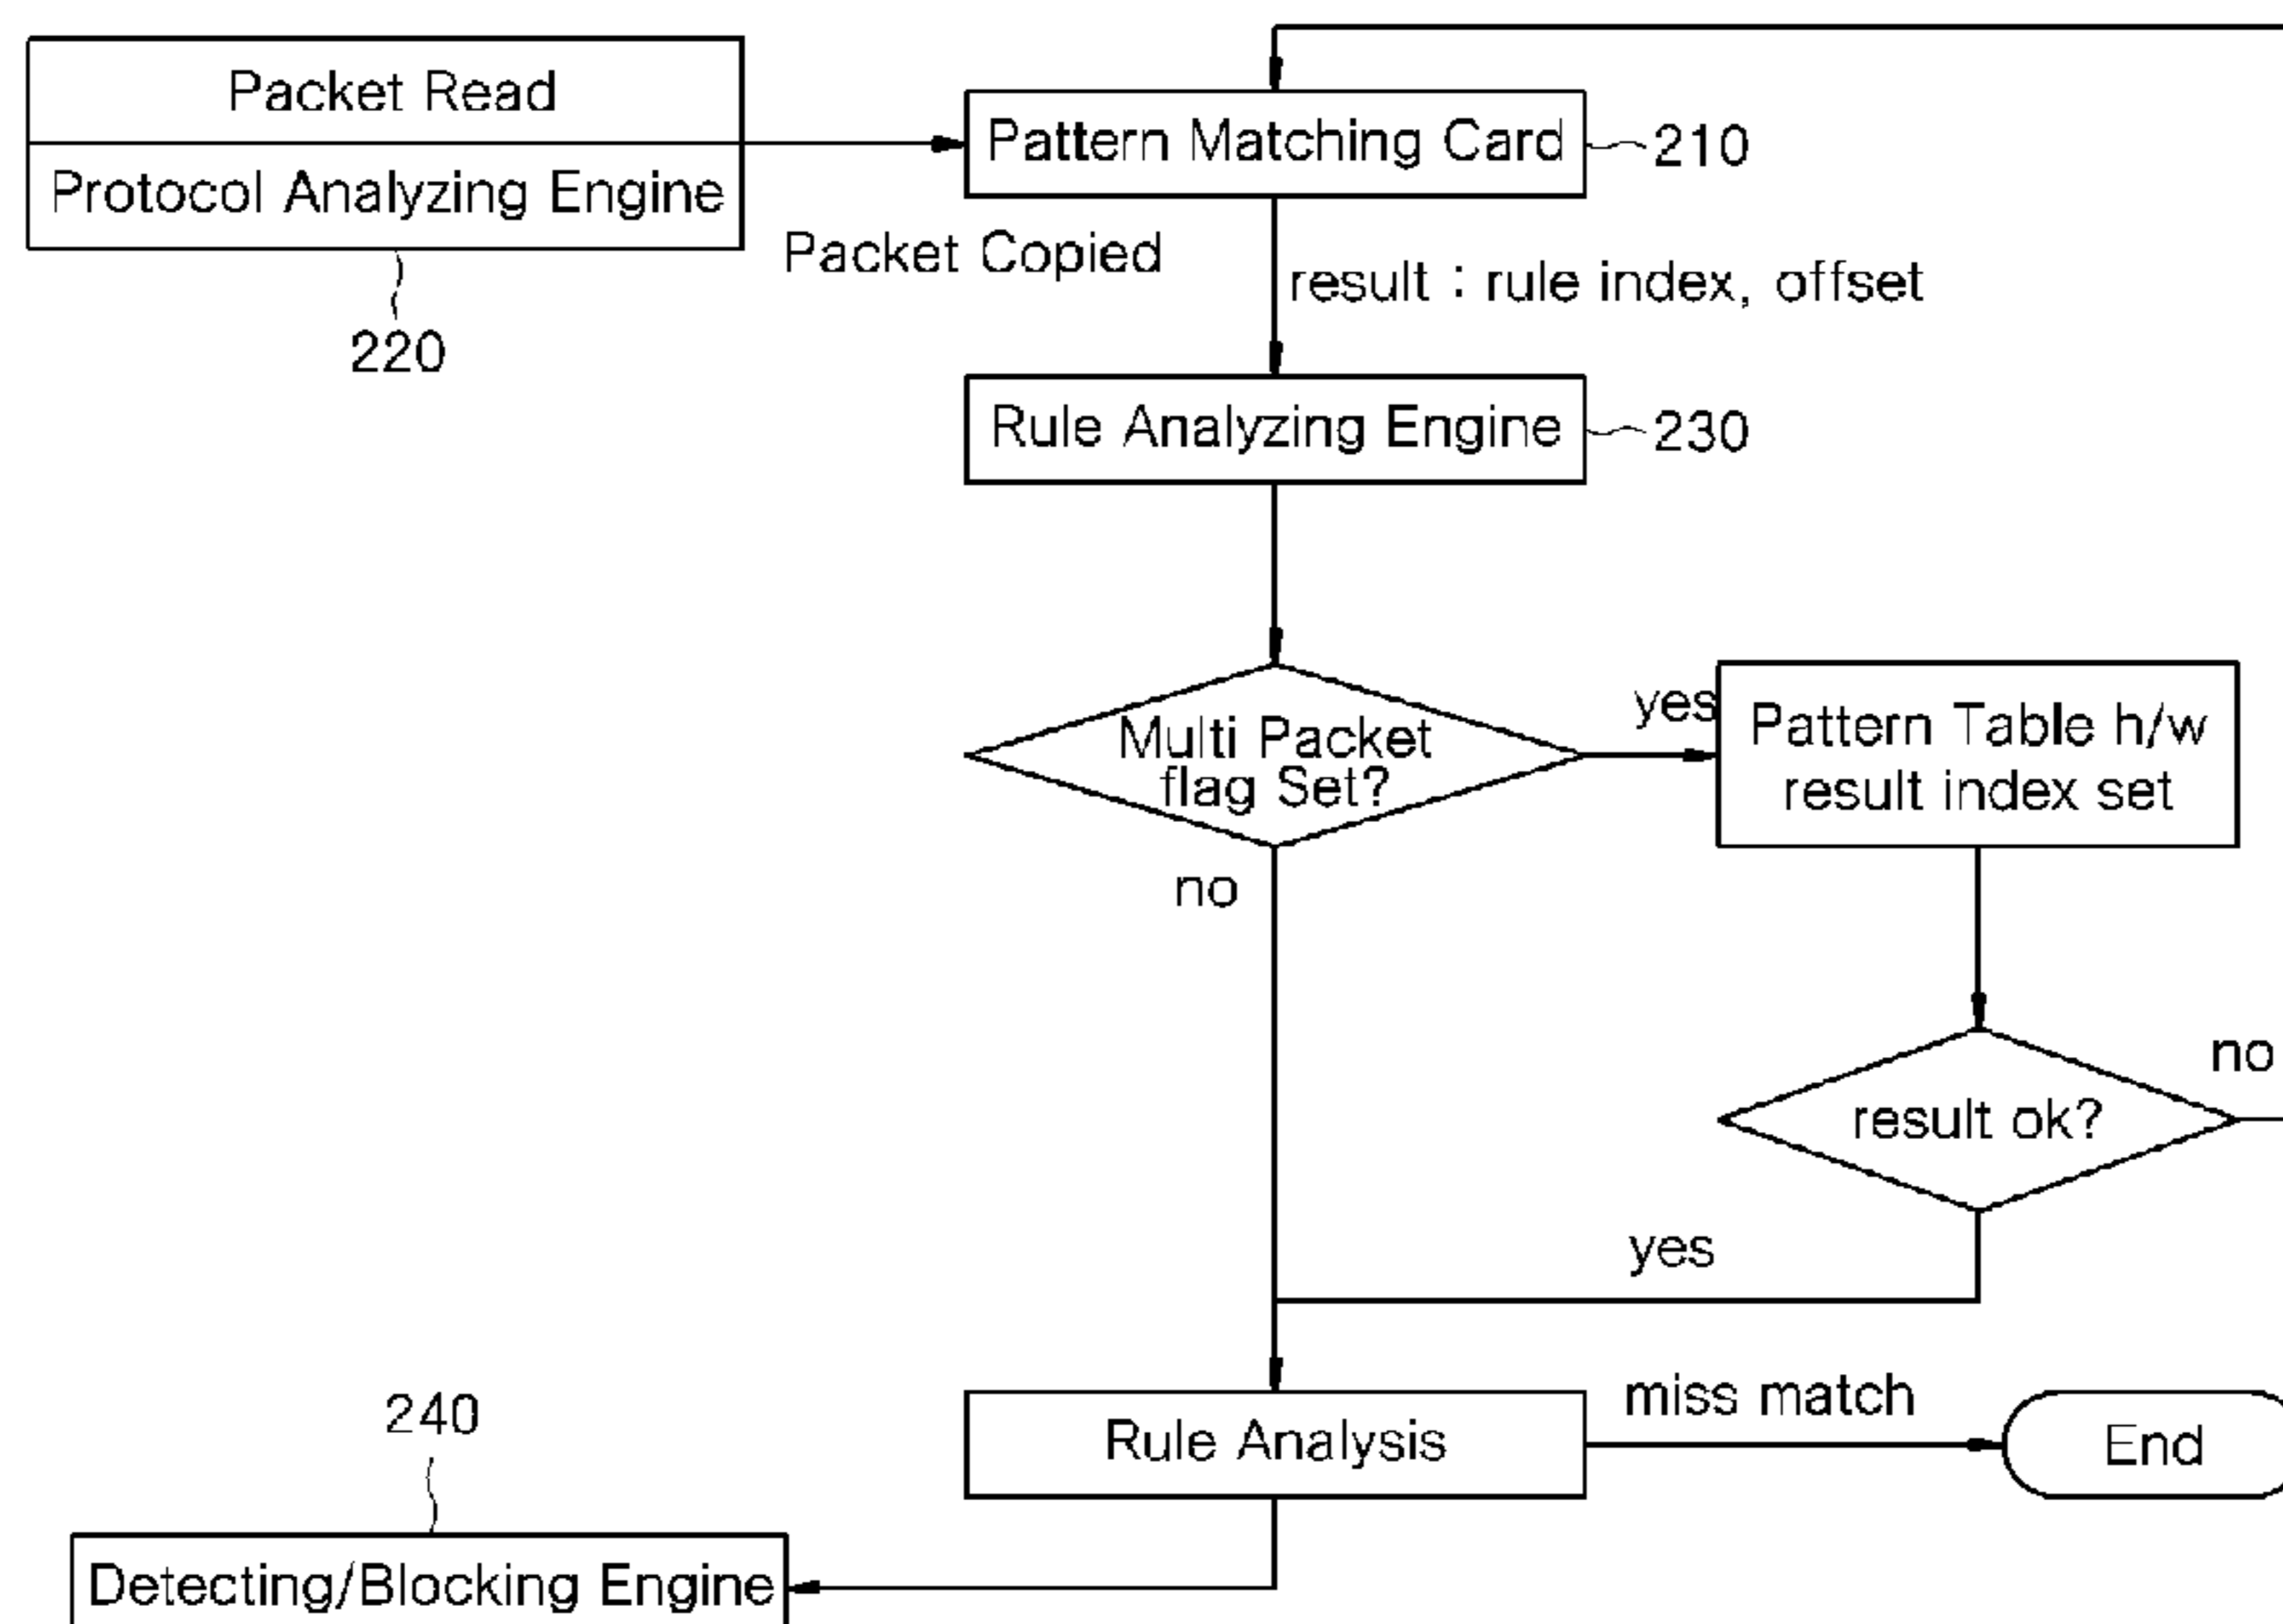 Packet Read
Protocol Analyzing Engine
220
Packet Copied
Pattern Matching Card
210
result : rule index, offset
Rule Analyzing Engine
230
Multi Packet
flag Set?
yes
no
Pattern Table h/w
result index set
result ok?
no
yes
Rule Analysis
miss match
End
240
Detecting/Blocking Engine